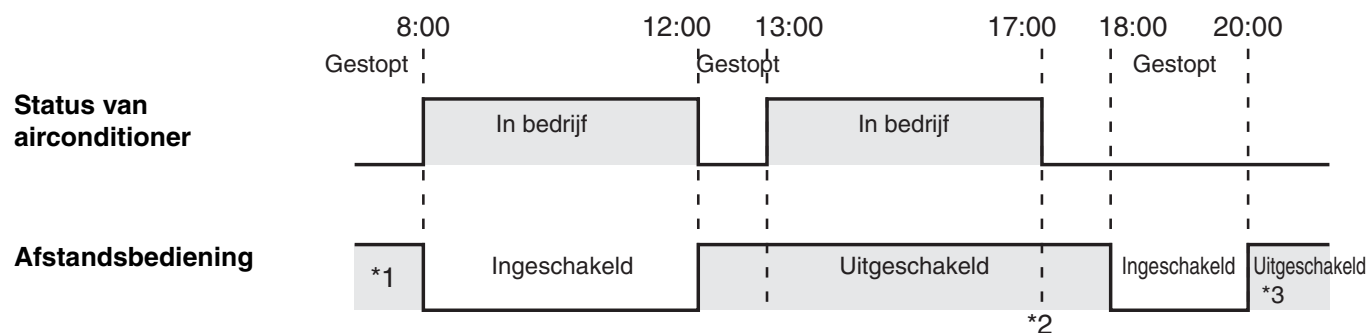 8:00 12:00 13:00 17:00 18:00 20:00
Gestopt Gestopt Gestopt
Status van
airconditioner
In bedrijf In bedrijf
Afstandsbediening
*1 Ingeschakeld Uitgeschakeld Ingeschakeld Uitgeschakeld
*3
*2